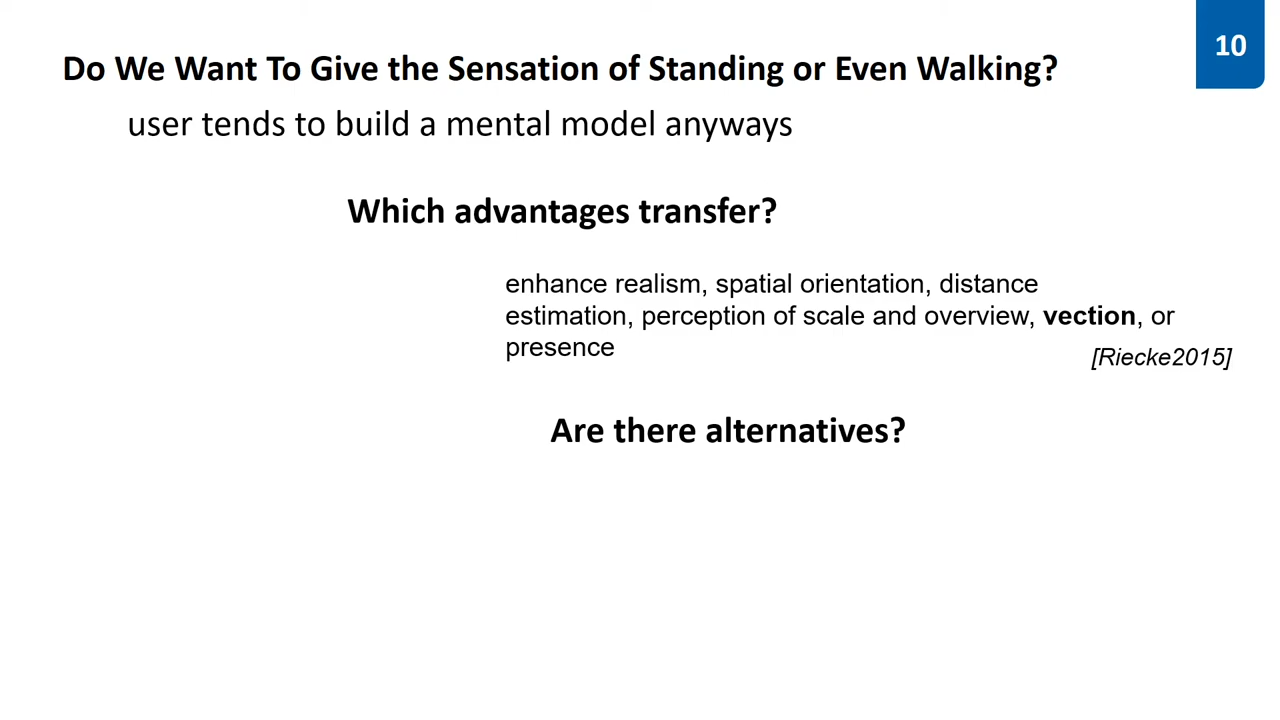 10
Do We Want To Give the Sensation of Standing or Even Walking?
user tends to build a mental model anyways
Which advantages transfer?
enhance realism, spatial orientation, distance
estimation, perception of scale and overview, vection, or
presence
[Riecke2015]
Are there alternatives?